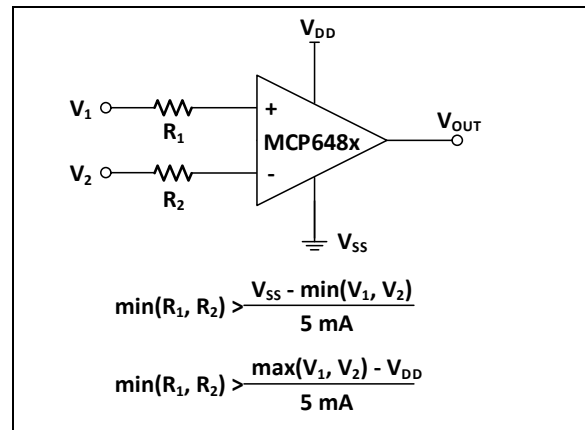 V_DD
V_1
R_1
+
MCP648x
V_OUT
V_2
R_2
-
V_SS
min(R_1, R_2) > V_SS - min(V_1, V_2) / 5 mA
min(R_1, R_2) > max(V_1, V_2) - V_DD / 5 mA